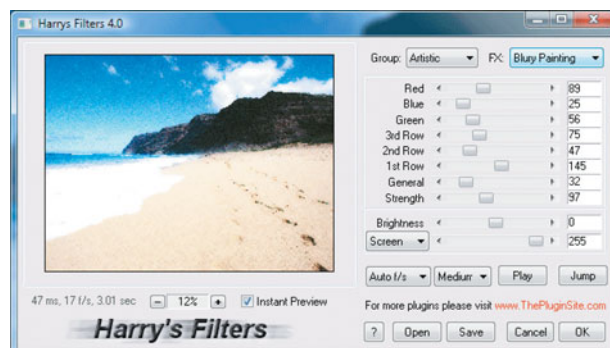 Harrys Filters 4.0
Group: Artistic FX: Blury Painting
Red 89
Blue 25
Green 56
3rd Row 75
2nd Row 47
1st Row 145
General 32
Strength 97
Brightness 0
Screen 255
Auto f/s Mediurr Play Jump
47 ms, 17 f/s, 3.01 sec 12% Instant Preview
For more plugins please visit www.ThePluginSite.com
Harry's Filters
? Open Save Cancel OK